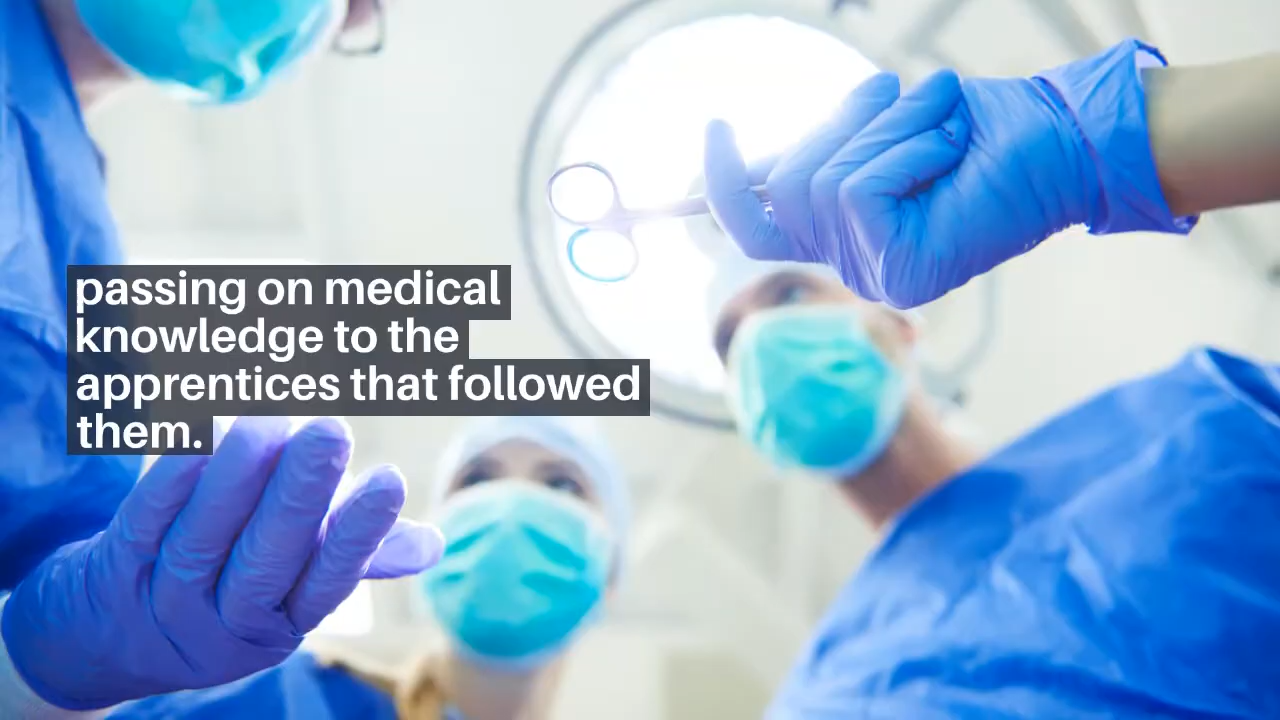 passing on medical
knowledge to the
apprentices that followed
them.